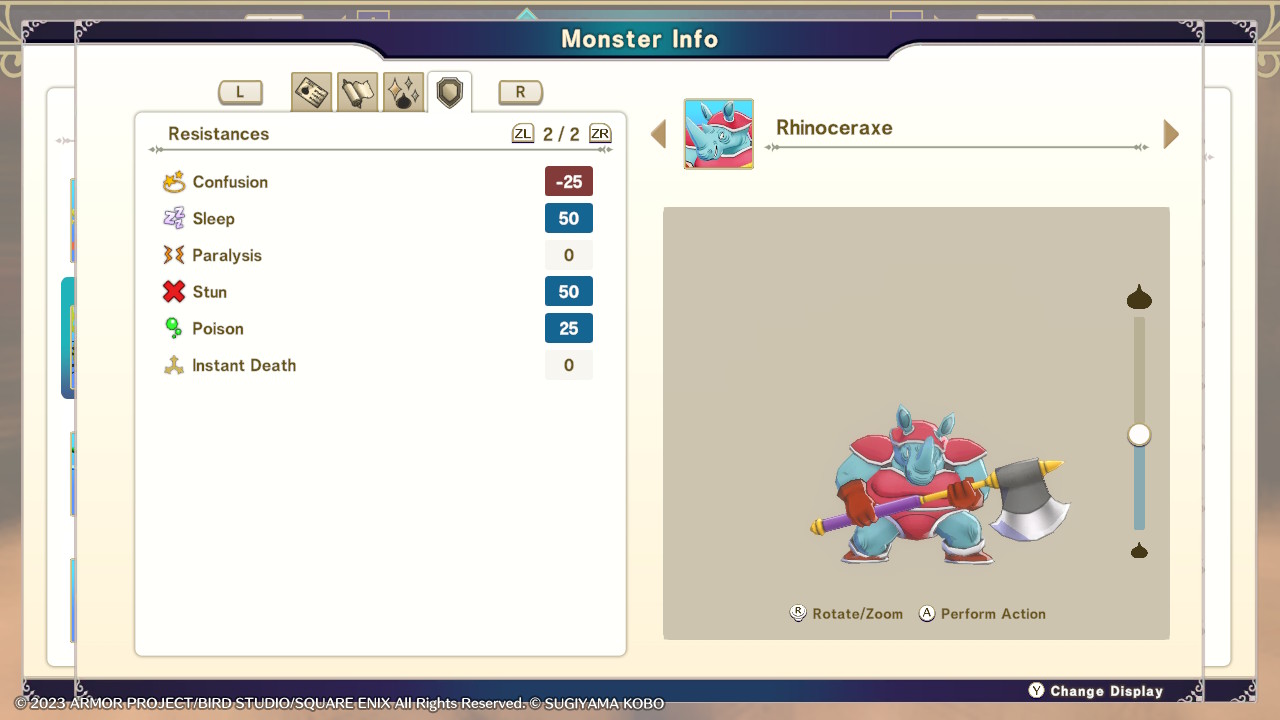 Monster Info
L
R
Resistances
ZL 2 / 2 ZR
Confusion -25
Sleep 50
Paralysis 0
Stun 50
Poison 25
Instant Death 0
Rhinoceraxe
R Rotate/Zoom A Perform Action
Y Change Display
© 2023 ARMOR PROJECT/BIRD STUDIO/SQUARE ENIX All Rights Reserved. © SUGIYAMA KOBO